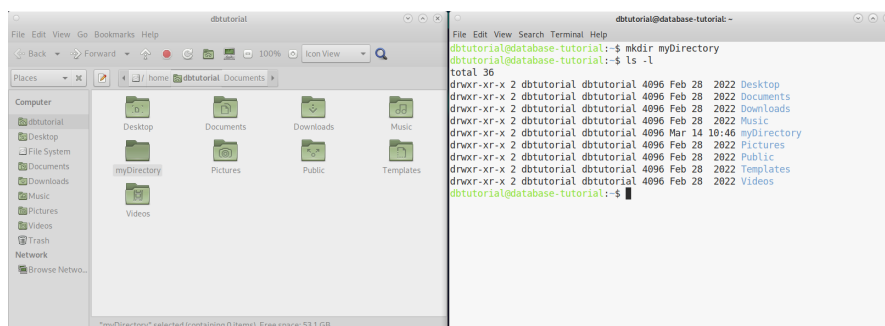 dbtutorial
File Edit View Go Bookmarks Help
Back Forward 100% Icon View
Places / home dbtutorial Documents
Computer
dbtutorial
Desktop
File System
Documents
Downloads
Music
Pictures
Videos
Trash
Network
Browse Netwo...
Desktop Documents Downloads Music
myDirectory Pictures Public Templates
Videos
"myDirectory" selected (containing 0 items), Free space: 53.1 GB
dbtutorial@database-tutorial: ~
File Edit View Search Terminal Help
dbtutorial@database-tutorial:~$ mkdir myDirectory
dbtutorial@database-tutorial:~$ ls -l
total 36
drwxr-xr-x 2 dbtutorial dbtutorial 4096 Feb 28  2022 Desktop
drwxr-xr-x 2 dbtutorial dbtutorial 4096 Feb 28  2022 Documents
drwxr-xr-x 2 dbtutorial dbtutorial 4096 Feb 28  2022 Downloads
drwxr-xr-x 2 dbtutorial dbtutorial 4096 Feb 28  2022 Music
drwxr-xr-x 2 dbtutorial dbtutorial 4096 Mar 14 10:46 myDirectory
drwxr-xr-x 2 dbtutorial dbtutorial 4096 Feb 28  2022 Pictures
drwxr-xr-x 2 dbtutorial dbtutorial 4096 Feb 28  2022 Public
drwxr-xr-x 2 dbtutorial dbtutorial 4096 Feb 28  2022 Templates
drwxr-xr-x 2 dbtutorial dbtutorial 4096 Feb 28  2022 Videos
dbtutorial@database-tutorial:~$